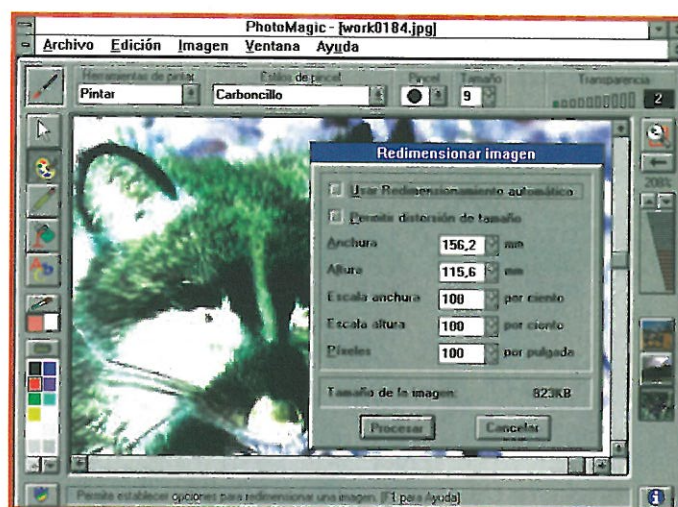 PhotoMagic - [work0184.jpg]
Archivo Edición Imagen Ventana Ayuda
Herramientas de pintar Estilos de pincel Pincel Tamaño Transparencia
Pintar Carboncillo 9 2
Redimensionar imagen
208%
Usar Redimensionamiento automático
Permite distorsión de tamaño
Anchura 156,2 mm
Altura 115,6 mm
Escala anchura 100 por ciento
Escala altura 100 por ciento
Píxeles 100 por pulgada
Tamaño de la imagen: 823KB
Procesar Cancelar
Permite establecer opciones para redimensionar una imagen. [F1 para Ayuda]